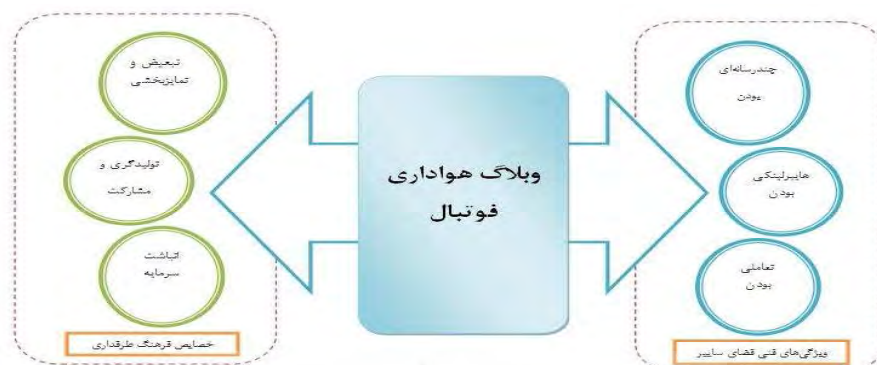 چندرسانه‌ای
بودن
هایپرلینکی
بودن
تعاملی
بودن
ویژگی‌های فنی فضای سایبر
وبلاگ هواداری
فوتبال
تبعیض و
تمایزبخشی
تولیدگری و
مشارکت
انباشت
سرمایه
خصایص فرهنگ طرفداری